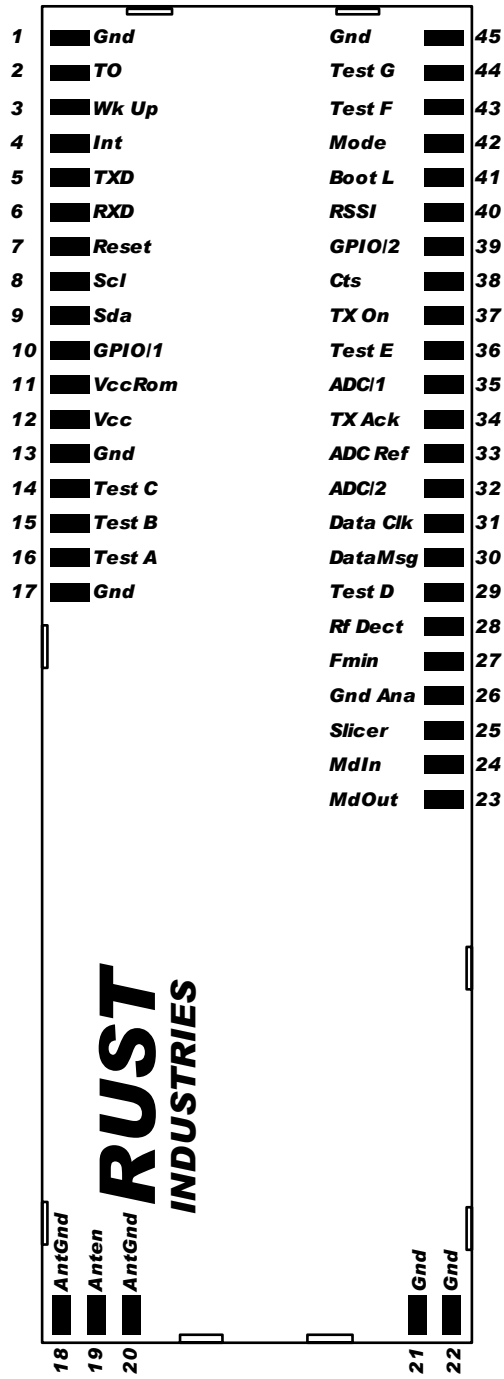 1 Gnd Gnd 45
2 TO Test G 44
3 Wk Up Test F 43
4 Int Mode 42
5 TXD Boot L 41
6 RXD RSSI 40
7 Reset GPIO/2 39
8 Scl Cts 38
9 Sda TX On 37
10 GPIO/1 Test E 36
11 VccRom ADC/1 35
12 Vcc TX Ack 34
13 Gnd ADC Ref 33
14 Test C ADC/2 32
15 Test B Data Clk 31
16 Test A DataMsg 30
17 Gnd Test D 29
Rf Dect 28
Fmin 27
Gnd Ana 26
Slicer 25
MdIn 24
MdOut 23
RUST
INDUSTRIES
AntGnd Anten AntGnd Gnd Gnd
18 19 20 21 22